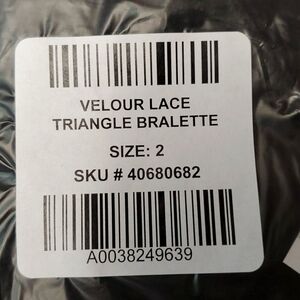 VELOUR LACE
TRIANGLE BRALETTE
SIZE: 2
SKU # 40680682
A0038249639